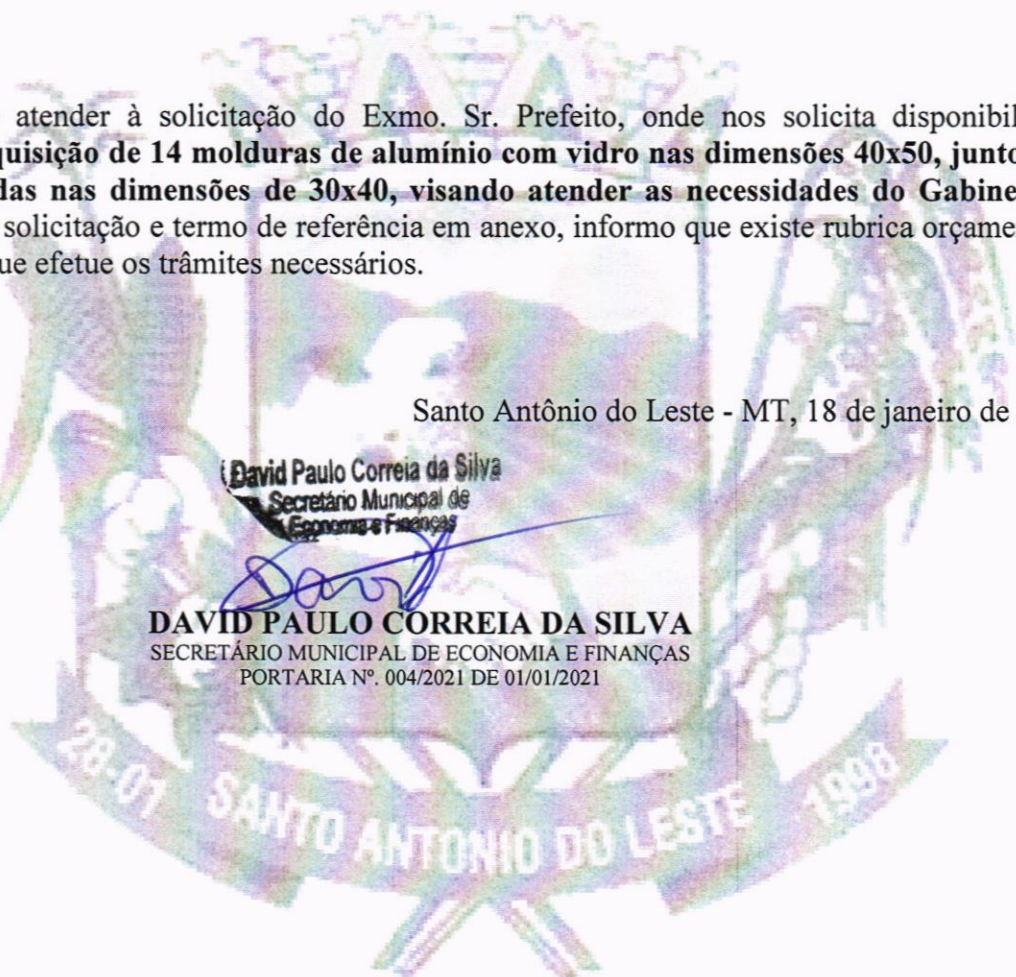 atender à solicitação do Exmo. Sr. Prefeito, onde nos solicita disponibil
quisição de 14 molduras de alumínio com vidro nas dimensões 40x50, junto
das nas dimensões de 30x40, visando atender as necessidades do Gabine
solicitação e termo de referência em anexo, informo que existe rubrica orçame
ue efetue os trâmites necessários.
Santo Antônio do Leste - MT, 18 de janeiro de
David Paulo Correia da Silva
Secretário Municipal de
Economia e Finanças
David
DAVID PAULO CORREIA DA SILVA
SECRETÁRIO MUNICIPAL DE ECONOMIA E FINANÇAS
PORTARIA Nº. 004/2021 DE 01/01/2021
28-01 SANTO ANTONIO DO LESTE 1998